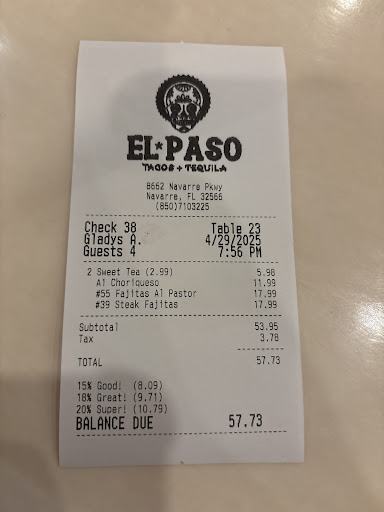 EL★PASO
TACOS + TEQUILA
8662 Navarre Pkwy
Navarre, FL 32566
(850)7103225
Check 38 Table 23
Gladys A. 4/29/2025
Guests 4 7:56 PM
2 Sweet Tea (2.99) 5.98
A1 Choriqueso 11.99
#55 Fajitas Al Pastor 17.99
#39 Steak Fajitas 17.99
Subtotal 53.95
Tax 3.78
TOTAL 57.73
15% Good! (8.09)
18% Great! (9.71)
20% Super! (10.79)
BALANCE DUE 57.73